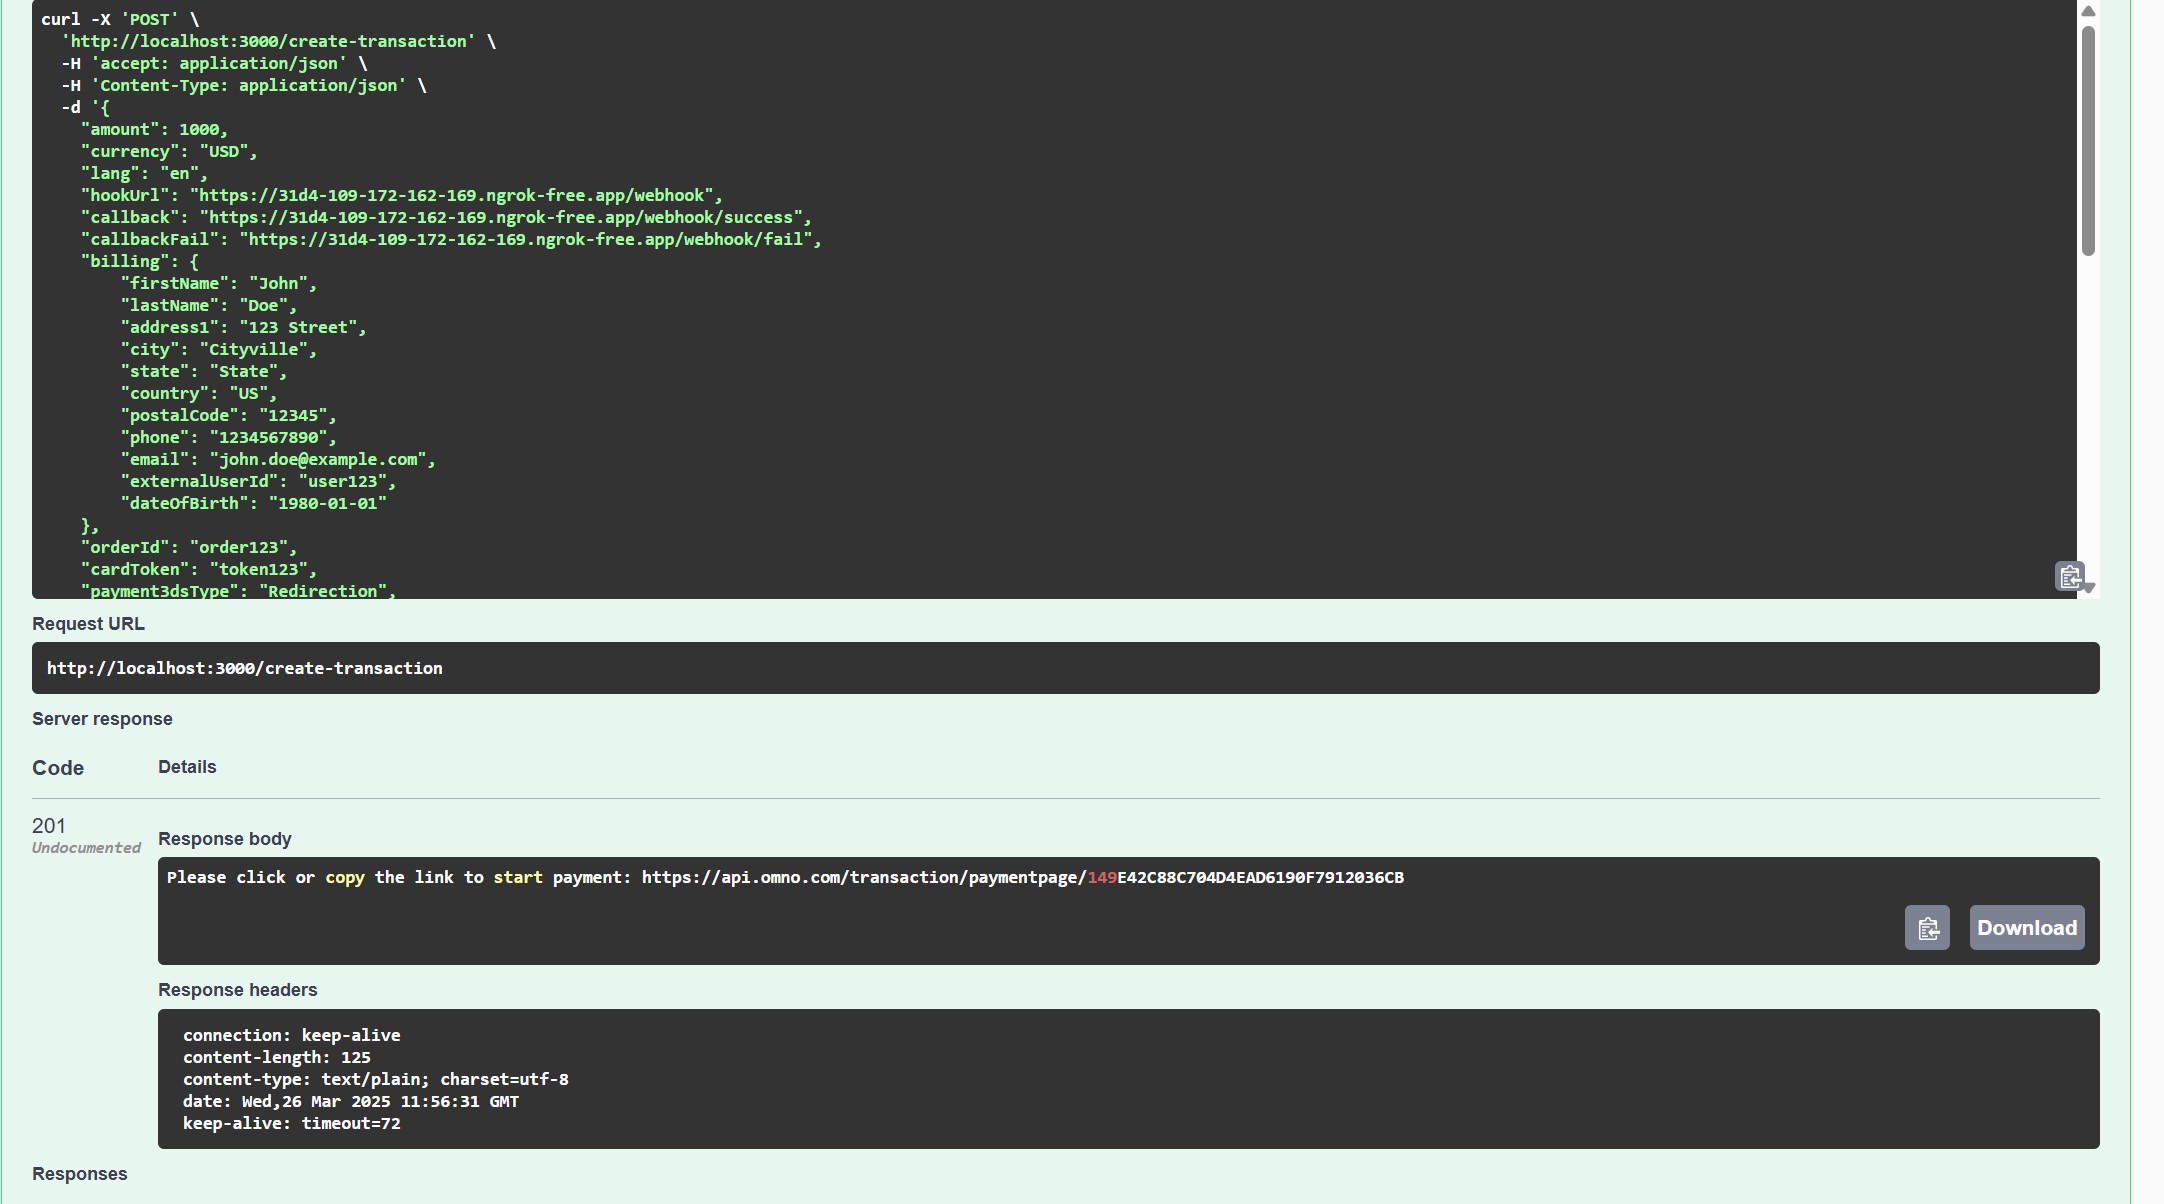 curl -X 'POST' \
  'http://localhost:3000/create-transaction' \
  -H 'accept: application/json' \
  -H 'Content-Type: application/json' \
  -d '{
    "amount": 1000,
    "currency": "USD",
    "lang": "en",
    "hookUrl": "https://31d4-109-172-162-169.ngrok-free.app/webhook",
    "callback": "https://31d4-109-172-162-169.ngrok-free.app/webhook/success",
    "callbackFail": "https://31d4-109-172-162-169.ngrok-free.app/webhook/fail",
    "billing": {
        "firstName": "John",
        "lastName": "Doe",
        "address1": "123 Street",
        "city": "Cityville",
        "state": "State",
        "country": "US",
        "postalCode": "12345",
        "phone": "1234567890",
        "email": "john.doe@example.com",
        "externalUserId": "user123",
        "dateOfBirth": "1980-01-01"
    },
    "orderId": "order123",
    "cardToken": "token123",
    "payment3dsType": "Redirection",
Request URL
http://localhost:3000/create-transaction
Server response
Code Details
201
Undocumented
Response body
Please click or copy the link to start payment: https://api.omno.com/transaction/paymentpage/149E42C88C704D4EAD6190F7912036CB
Download
Response headers
connection: keep-alive
content-length: 125
content-type: text/plain; charset=utf-8
date: Wed,26 Mar 2025 11:56:31 GMT
keep-alive: timeout=72
Responses